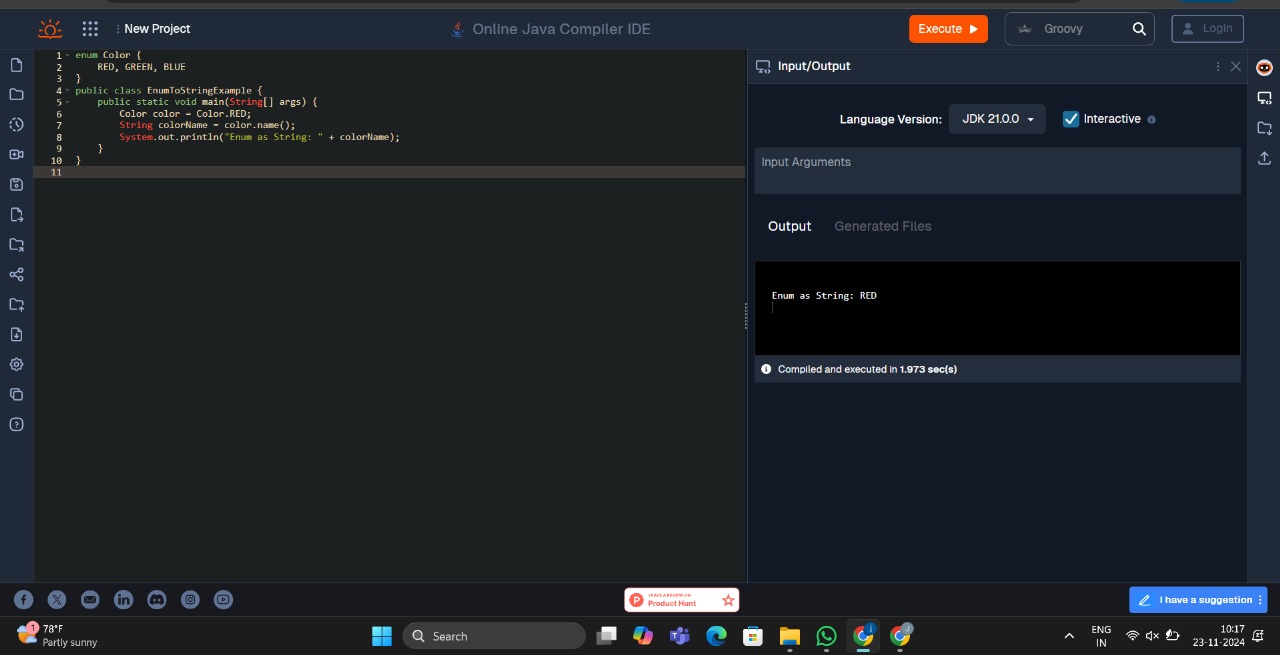 New Project
Online Java Compiler IDE
Execute
Groovy
Login
1 enum Color {
2     RED, GREEN, BLUE
3 }
4 public class EnumToStringExample {
5     public static void main(String[] args) {
6         Color color = Color.RED;
7         String colorName = color.name();
8         System.out.println("Enum as String: " + colorName);
9     }
10 }
11
Input/Output
Language Version: JDK 21.0.0 Interactive
Input Arguments
Output Generated Files
Enum as String: RED
Compiled and executed in 1.973 sec(s)
LEAVE A REVIEW ON
Product Hunt
I have a suggestion
1
78°F
Partly sunny
Search
ENG
IN
10:17
23-11-2024